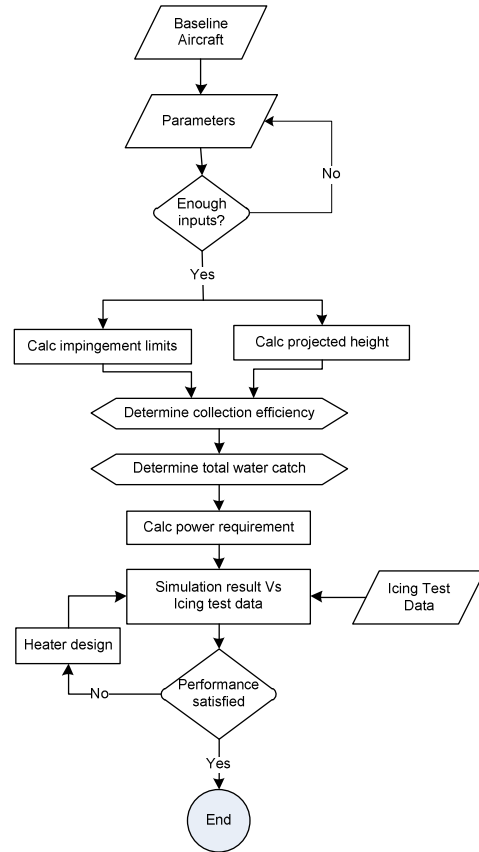 Baseline
Aircraft
Parameters
No
Enough
inputs?
Yes
Calc impingement limits
Calc projected height
Determine collection efficiency
Determine total water catch
Calc power requirement
Simulation result Vs
Icing test data
Icing Test
Data
Heater design
Performance
satisfied
No
Yes
End